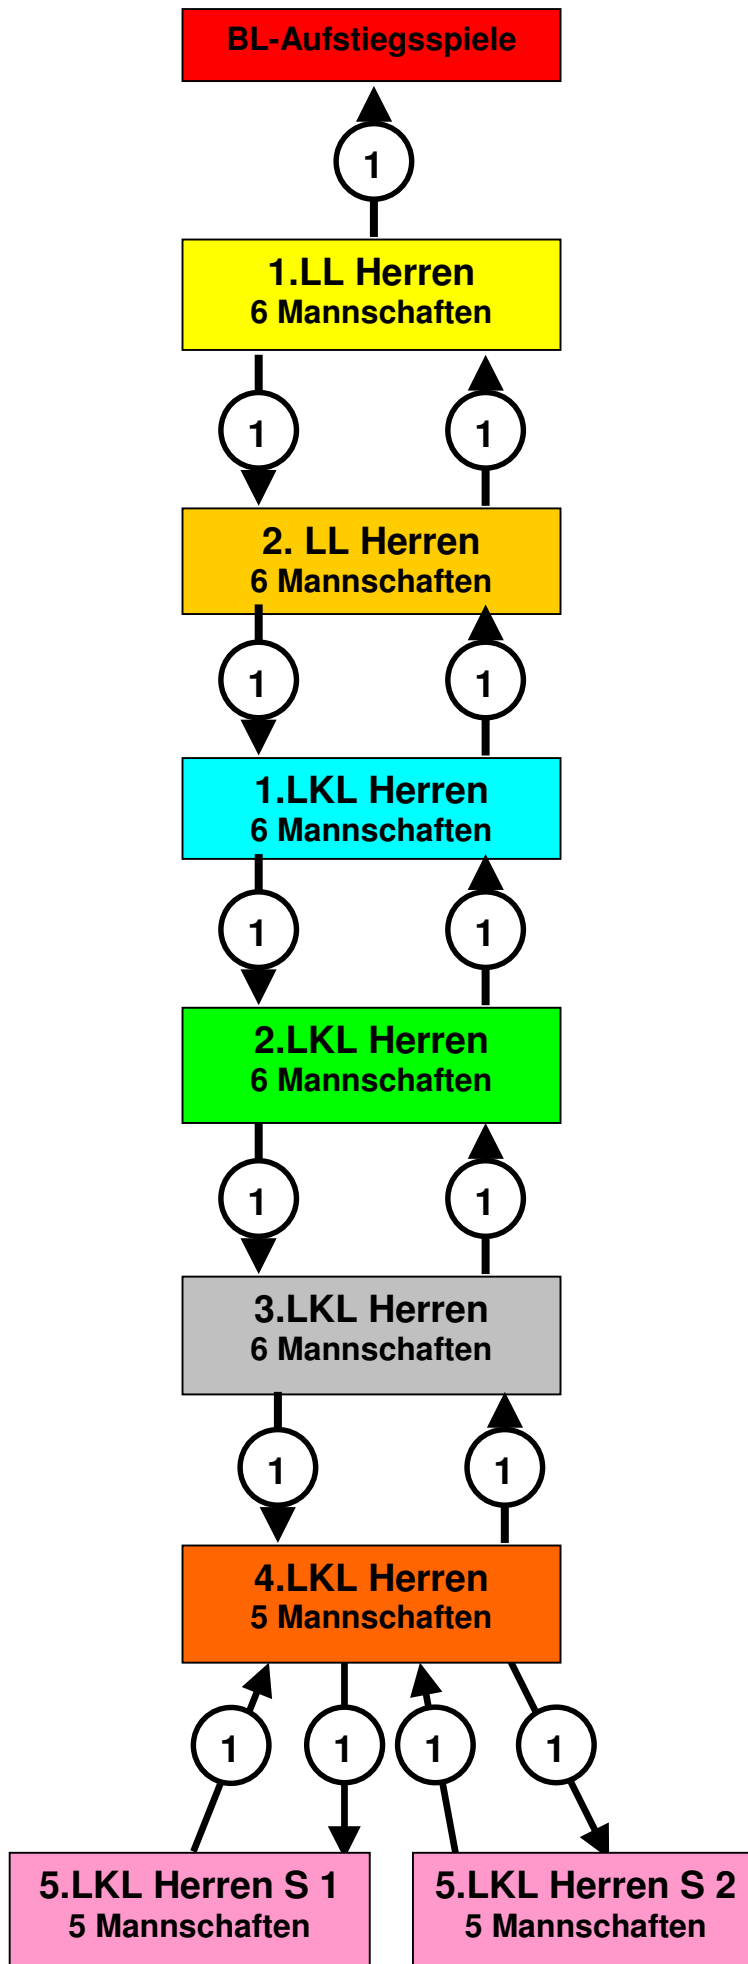 BL-Aufstiegsspiele
1
1.LL Herren
6 Mannschaften
1 1
2. LL Herren
6 Mannschaften
1 1
1.LKL Herren
6 Mannschaften
1 1
2.LKL Herren
6 Mannschaften
1 1
3.LKL Herren
6 Mannschaften
1 1
4.LKL Herren
5 Mannschaften
1 1 1 1
5.LKL Herren S 1
5 Mannschaften
5.LKL Herren S 2
5 Mannschaften